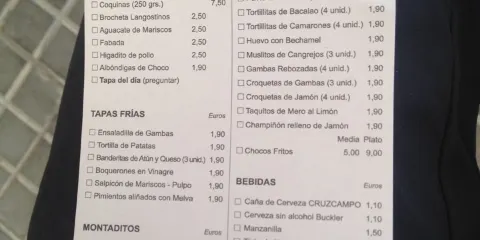 Coquinas (250 grs.) 7,50
Brocheta Langostinos 2,50
Aguacate de Mariscos 2,50
Fabada 2,50
Higadito de pollo 2,50
Albóndigas de Choco 1,90
Tapa del día (preguntar)
TAPAS FRÍAS Euros
Ensaladilla de Gambas 1,90
Tortilla de Patatas 1,90
Banderitas de Atún y Queso (3 unid.) 1,90
Boquerones en Vinagre 1,90
Salpicón de Mariscos - Pulpo 1,90
Pimientos aliñados con Melva 1,90
MONTADITOS Euros
Tortillitas de Bacalao (4 unid.) 1,90
Tortillitas de Camarones (4 unid.) 1,90
Huevo con Bechamel 1,90
Muslitos de Cangrejos (3 unid.) 1,90
Gambas Rebozadas (4 unid.) 1,90
Croquetas de Gambas (3 unid.) 1,90
Croquetas de Jamón (4 unid.) 1,90
Taquitos de Mero al Limón 1,90
Champiñón relleno de Jamón 1,90
Media Plato
Chocos Fritos 5,00 9,00
BEBIDAS Euros
Caña de Cerveza CRUZCAMPO 1,10
Cerveza sin alcohol Buckler 1,10
Manzanilla 1,50